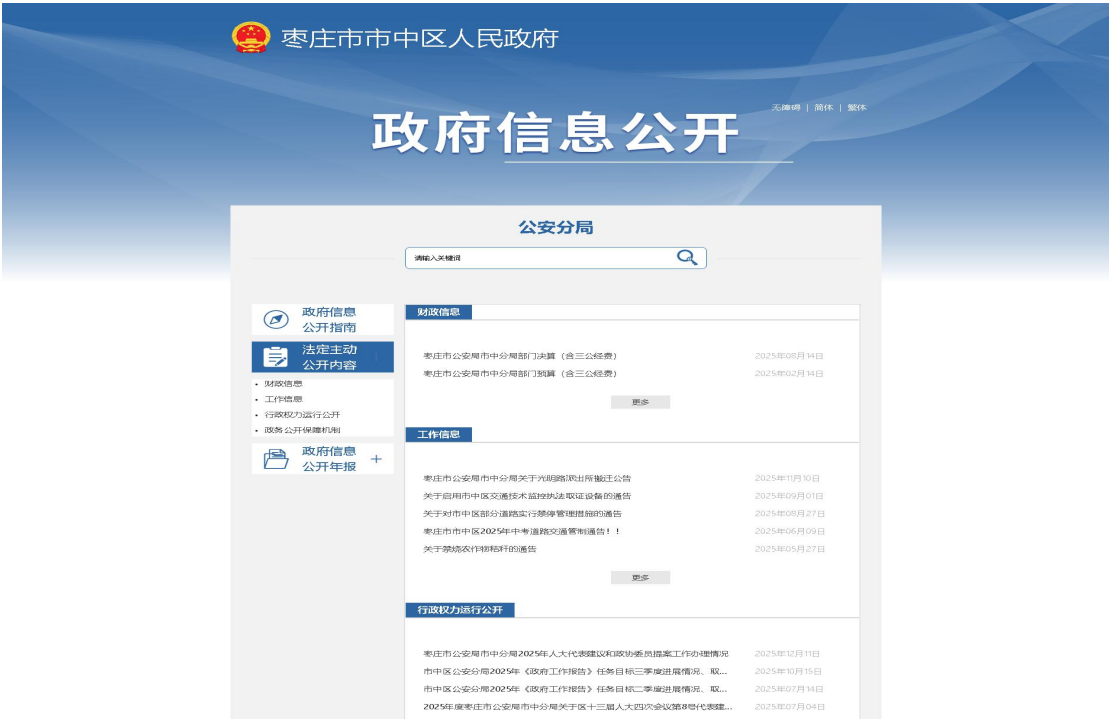 枣庄市市中区人民政府
无障碍 | 简体 | 繁体
政府信息公开
公安分局
请输入关键词
政府信息
公开指南
法定主动
公开内容
· 财政信息
· 工作信息
· 行政权力运行公开
· 政务公开保障机制
政府信息
公开年报 +
财政信息
枣庄市公安局市中分局部门决算（含三公经费） 2025年08月14日
枣庄市公安局市中分局部门预算（含三公经费） 2025年02月14日
更多
工作信息
枣庄市公安局市中分局关于光明路派出所搬迁公告 2025年11月10日
关于启用市中区交通技术监控执法取证设备的通告 2025年09月01日
关于对市中区部分道路实行禁停管理措施的通告 2025年08月27日
枣庄市市中区2025年中考道路交通管制通告！！ 2025年06月09日
关于禁烧农作物秸秆的通告 2025年05月27日
更多
行政权力运行公开
枣庄市公安局市中分局2025年人大代表建议和政协委员提案工作办理情况 2025年12月11日
市中区公安分局2025年《政府工作报告》任务目标三季度进展情况、取... 2025年10月15日
市中区公安分局2025年《政府工作报告》任务目标二季度进展情况、取... 2025年07月14日
2025年度枣庄市公安局市中分局关于区十三届人大四次会议第8号代表建... 2025年07月04日